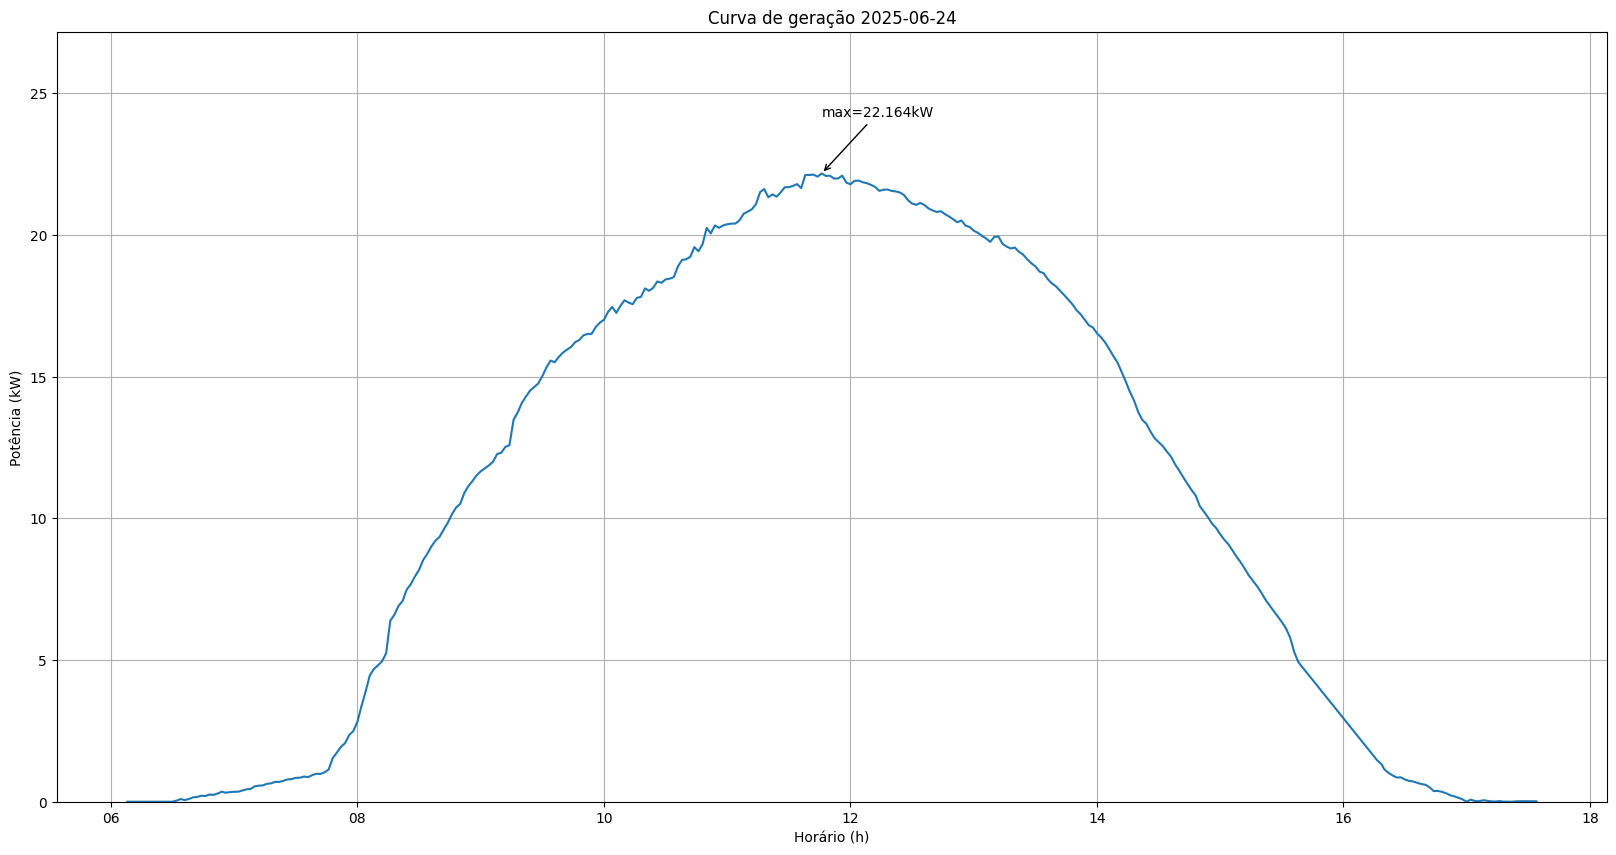 Curva de geração 2025-06-24
25
max=22.164kW
20
15
Potência (kW)
10
5
0
06 08 10 12 14 16 18
Horário (h)